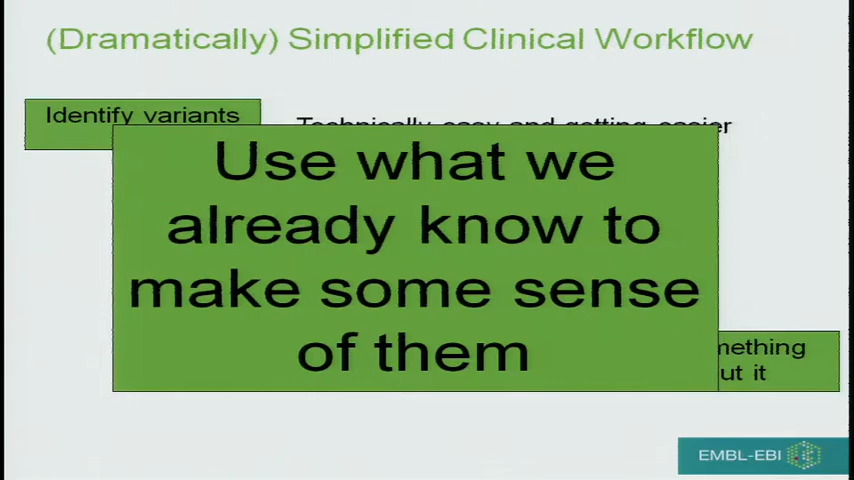 (Dramatically) Simplified Clinical Workflow
Identify variants
Technically easy and getting easier
Use what we
already know to
make some sense
of them
mething
ut it
EMBL-EBI